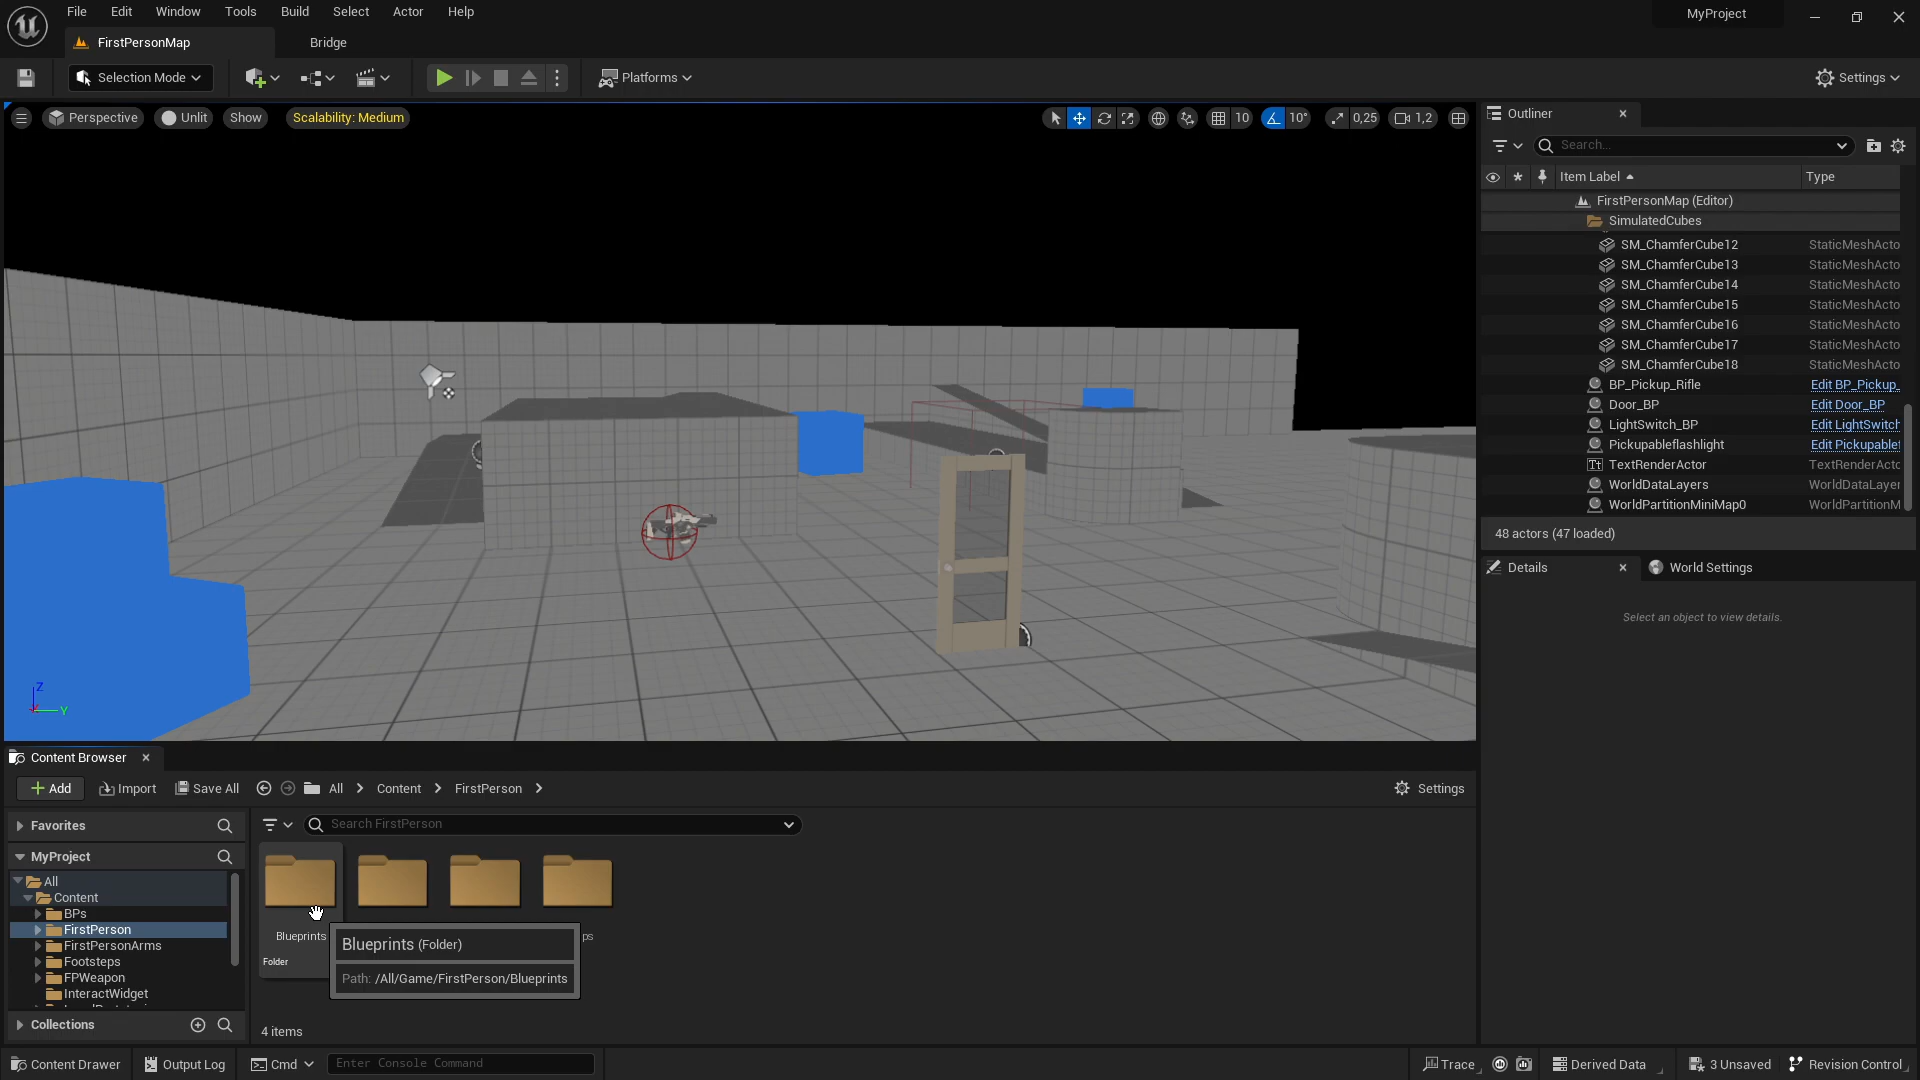 File Edit Window Tools Build Select Actor Help
MyProject
FirstPersonMap
Bridge
Selection Mode
Platforms
Settings
Perspective
Unlit
Show
Scalability: Medium
10
10°
0,25
1,2
Outliner
Search...
Item Label
Type
FirstPersonMap (Editor)
SimulatedCubes
SM_ChamferCube12 StaticMeshActo
SM_ChamferCube13 StaticMeshActo
SM_ChamferCube14 StaticMeshActo
SM_ChamferCube15 StaticMeshActo
SM_ChamferCube16 StaticMeshActo
SM_ChamferCube17 StaticMeshActo
SM_ChamferCube18 StaticMeshActo
BP_Pickup_Rifle Edit BP_Pickup_
Door_BP Edit Door_BP
LightSwitch_BP Edit LightSwitch
Pickupableflashlight Edit Pickupablef
TextRenderActor TextRenderActo
WorldDataLayers WorldDataLayer
WorldPartitionMiniMap0 WorldPartitionM
48 actors (47 loaded)
Details
World Settings
Select an object to view details.
Z
Y
Content Browser
Add
Import
Save All
All
Content
FirstPerson
Settings
Favorites
Search FirstPerson
MyProject
All
Content
BPs
FirstPerson
FirstPersonArms
Footsteps
FPWeapon
InteractWidget
Collections
Blueprints
Folder
ps
Blueprints (Folder)
Path: /All/Game/FirstPerson/Blueprints
4 items
Content Drawer
Output Log
Cmd
Enter Console Command
Trace
Derived Data
3 Unsaved
Revision Control